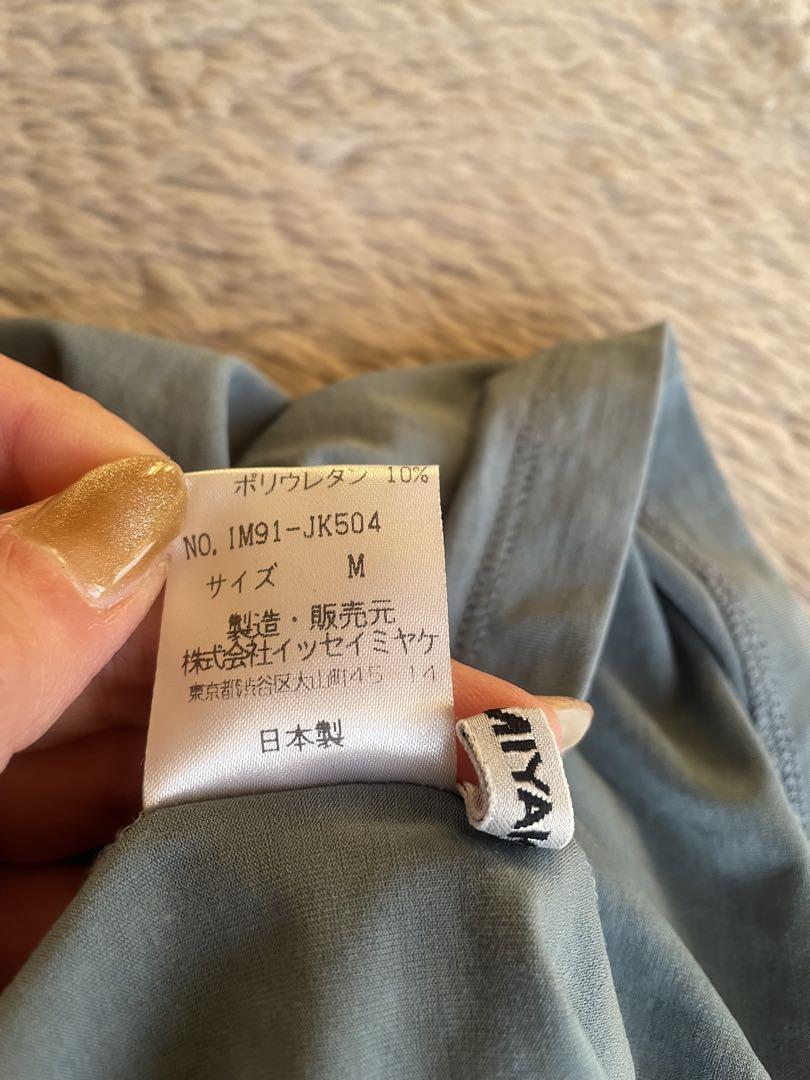 ポリウレタン 10%
NO. IM91-JK504
サイズ M
製造・販売元
株式会社イッセイミヤケ
東京都渋谷区大山町45 14
日本製
MIYAK